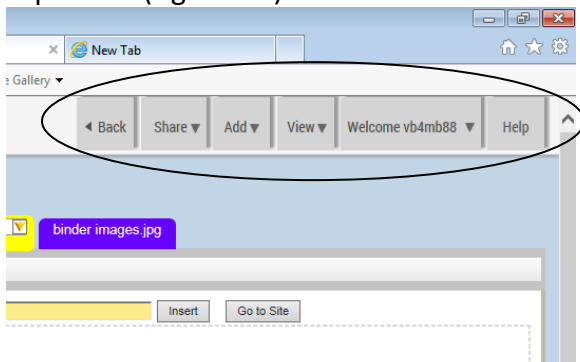 New Tab
e Gallery
Back Share Add View Welcome vb4mb88 Help
binder images.jpg
Insert Go to Site